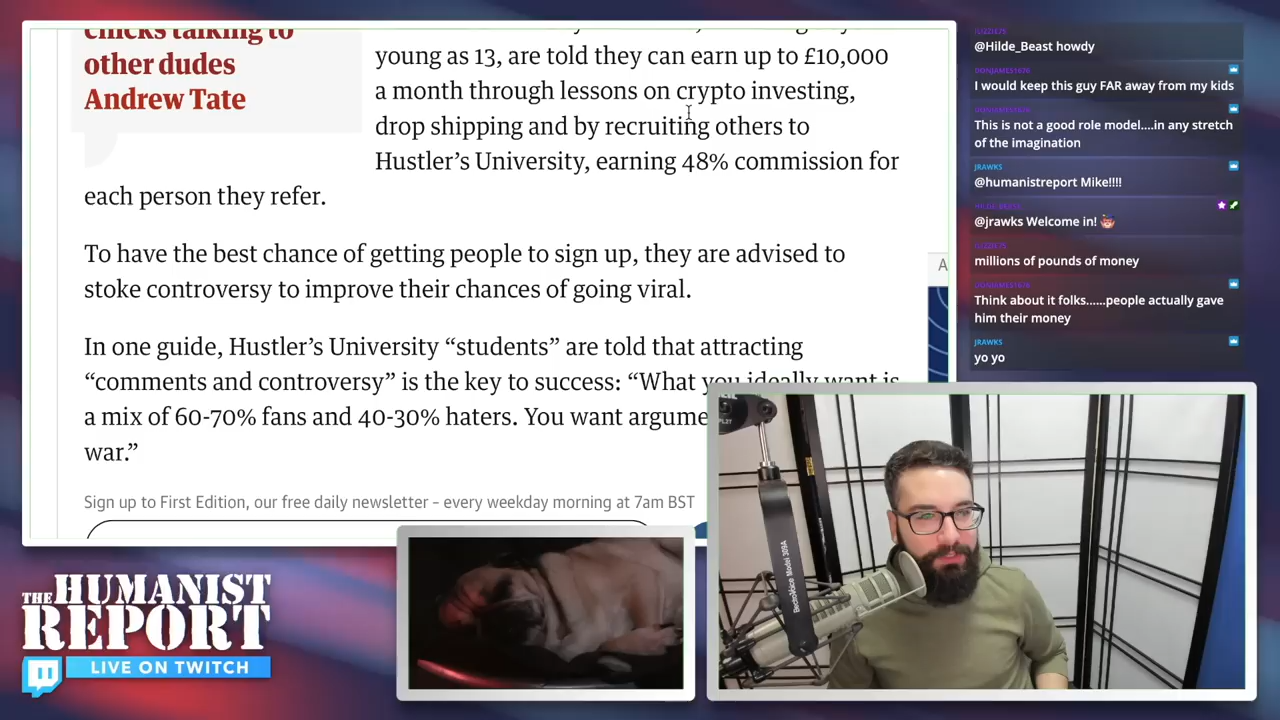 chicks talking to
other dudes
Andrew Tate
young as 13, are told they can earn up to £10,000
a month through lessons on crypto investing,
drop shipping and by recruiting others to
Hustler’s University, earning 48% commission for
each person they refer.
To have the best chance of getting people to sign up, they are advised to
stoke controversy to improve their chances of going viral.
In one guide, Hustler’s University “students” are told that attracting
“comments and controversy” is the key to success: “What you ideally want is
a mix of 60-70% fans and 40-30% haters. You want
war.”
Sign up to First Edition, our free daily newsletter – every weekday morning at 7am BST
A
@Hilde_Beast howdy
DONJAMES1676
I would keep this guy FAR away from my kids
DONJAMES1676
This is not a good role model....in any stretch
of the imagination
JRAWKS
@humanistreport Mike!!!!
HILDE_BEAST
@jrawks Welcome in!
millions of pounds of money
DONJAMES1676
Think about it folks......people actually gave
him their money
JRAWKS
yo yo
THE HUMANIST
REPORT
LIVE ON TWITCH
ElectroVoice Model 309A